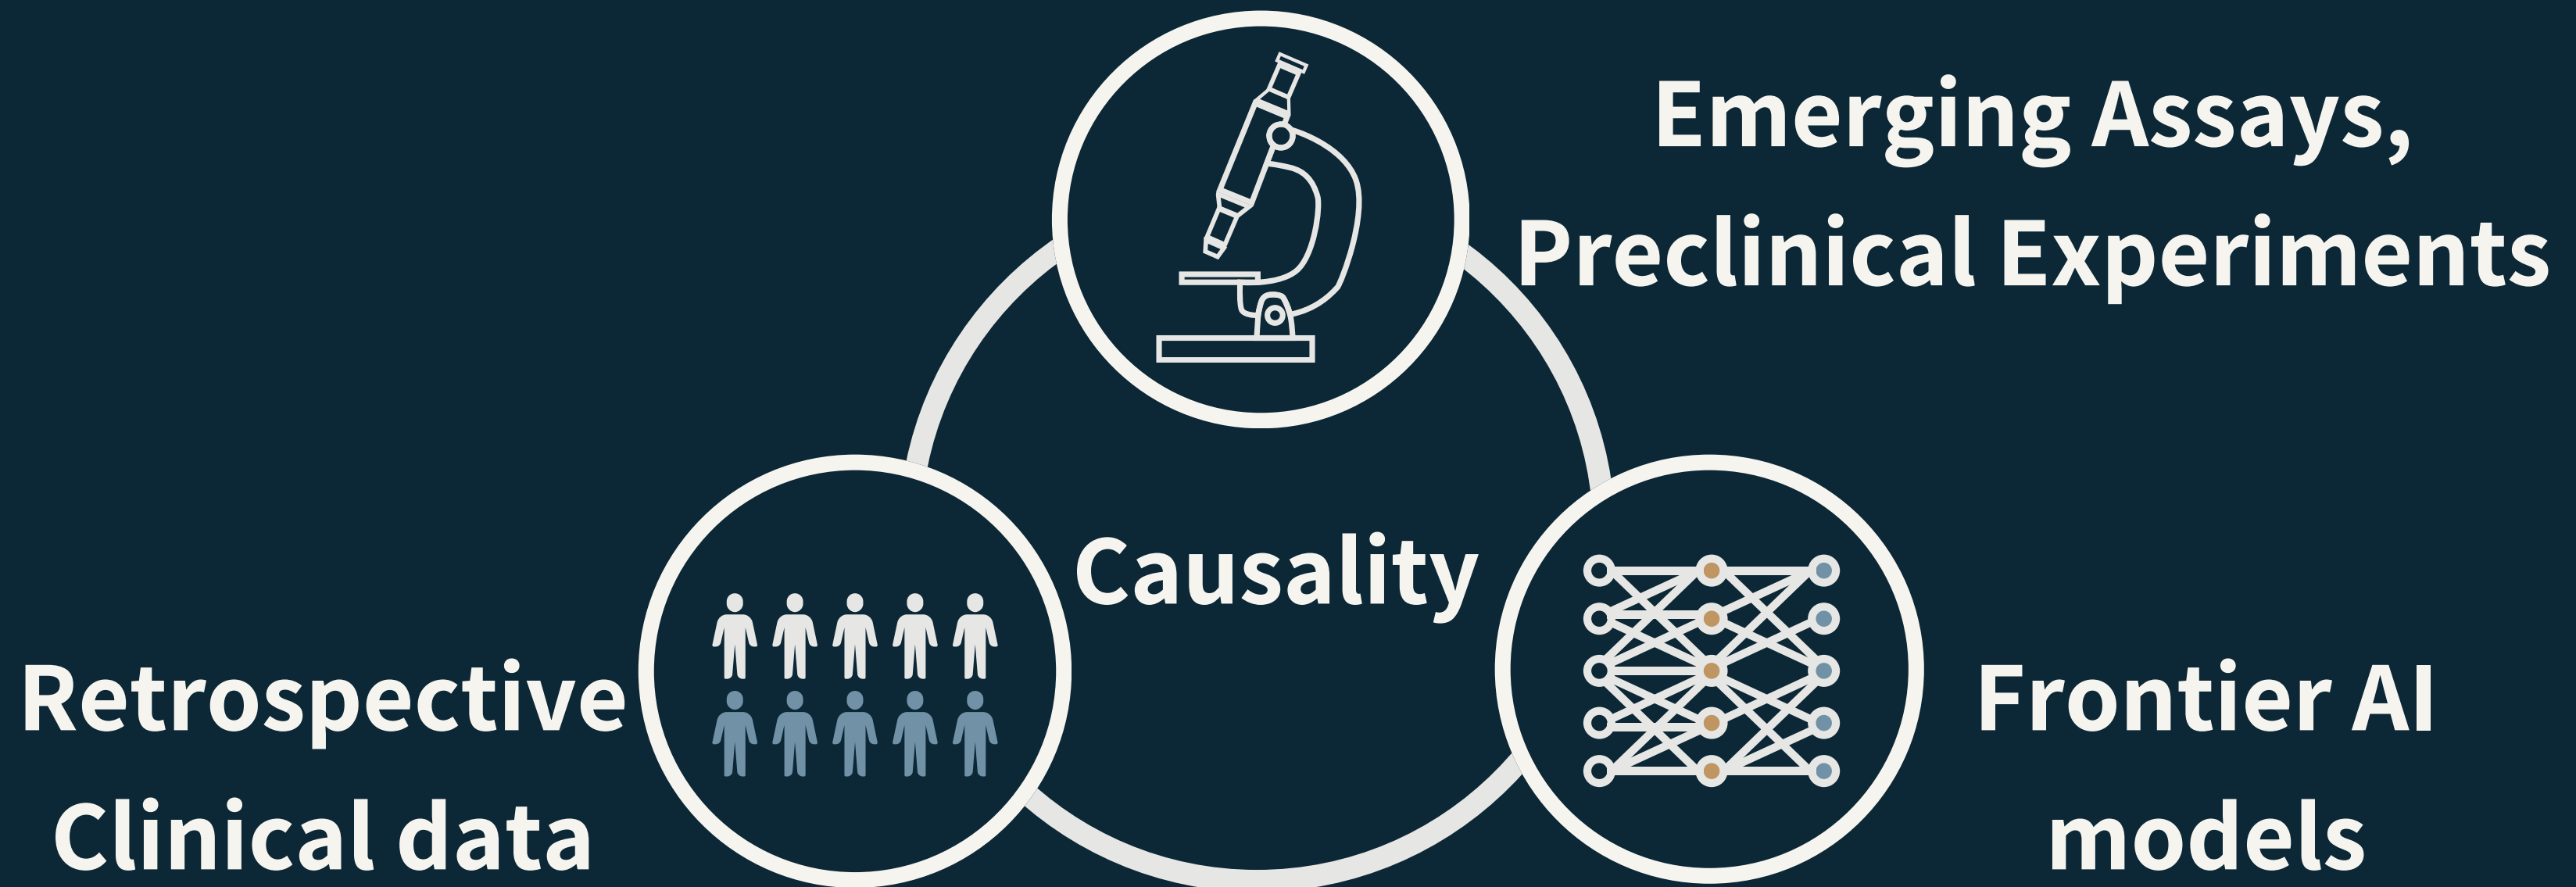 Emerging Assays,
Preclinical Experiments
Causality
Retrospective
Clinical data
Frontier AI
models